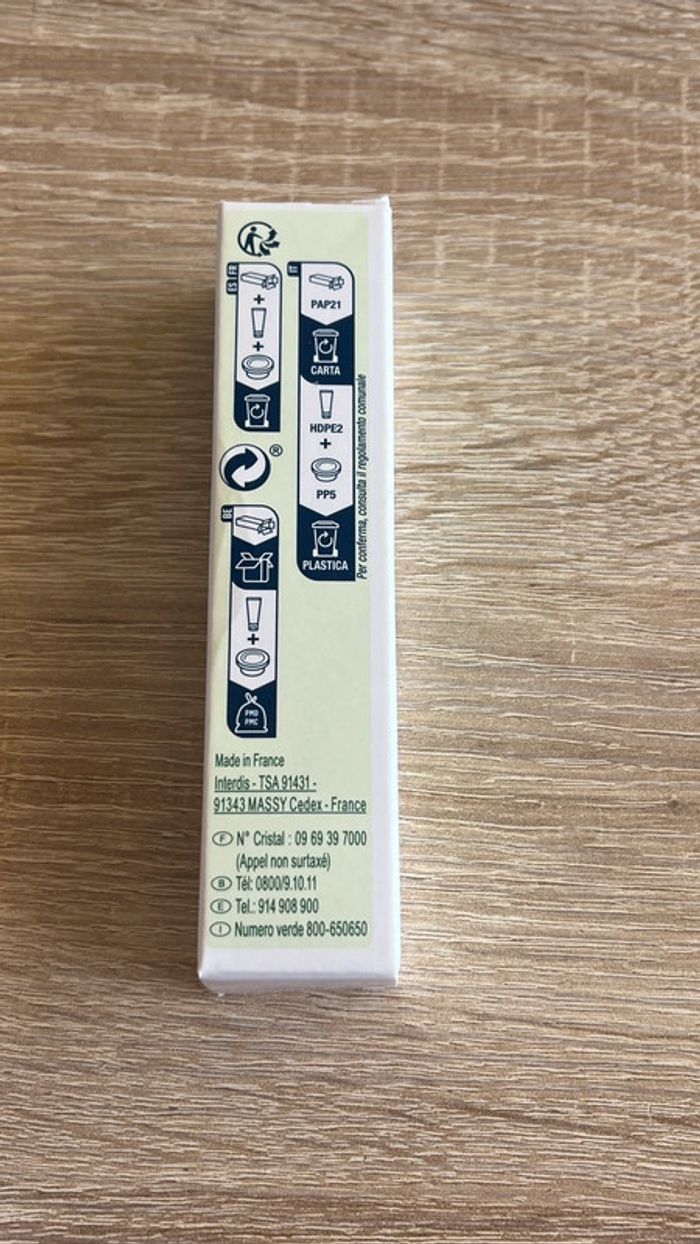 FR
ES
IT
PAP21
CARTA
HDPE2
+
PP5
PLASTICA
Per conferma, consulta il regolamento comunale
+
+
®
BE
+
PMD
PMC
Made in France
Interdis - TSA 91431 -
91343 MASSY Cedex - France
F N° Cristal : 09 69 39 7000
(Appel non surtaxé)
B Tél: 0800/9.10.11
E Tel.: 914 908 900
I Numero verde 800-650650